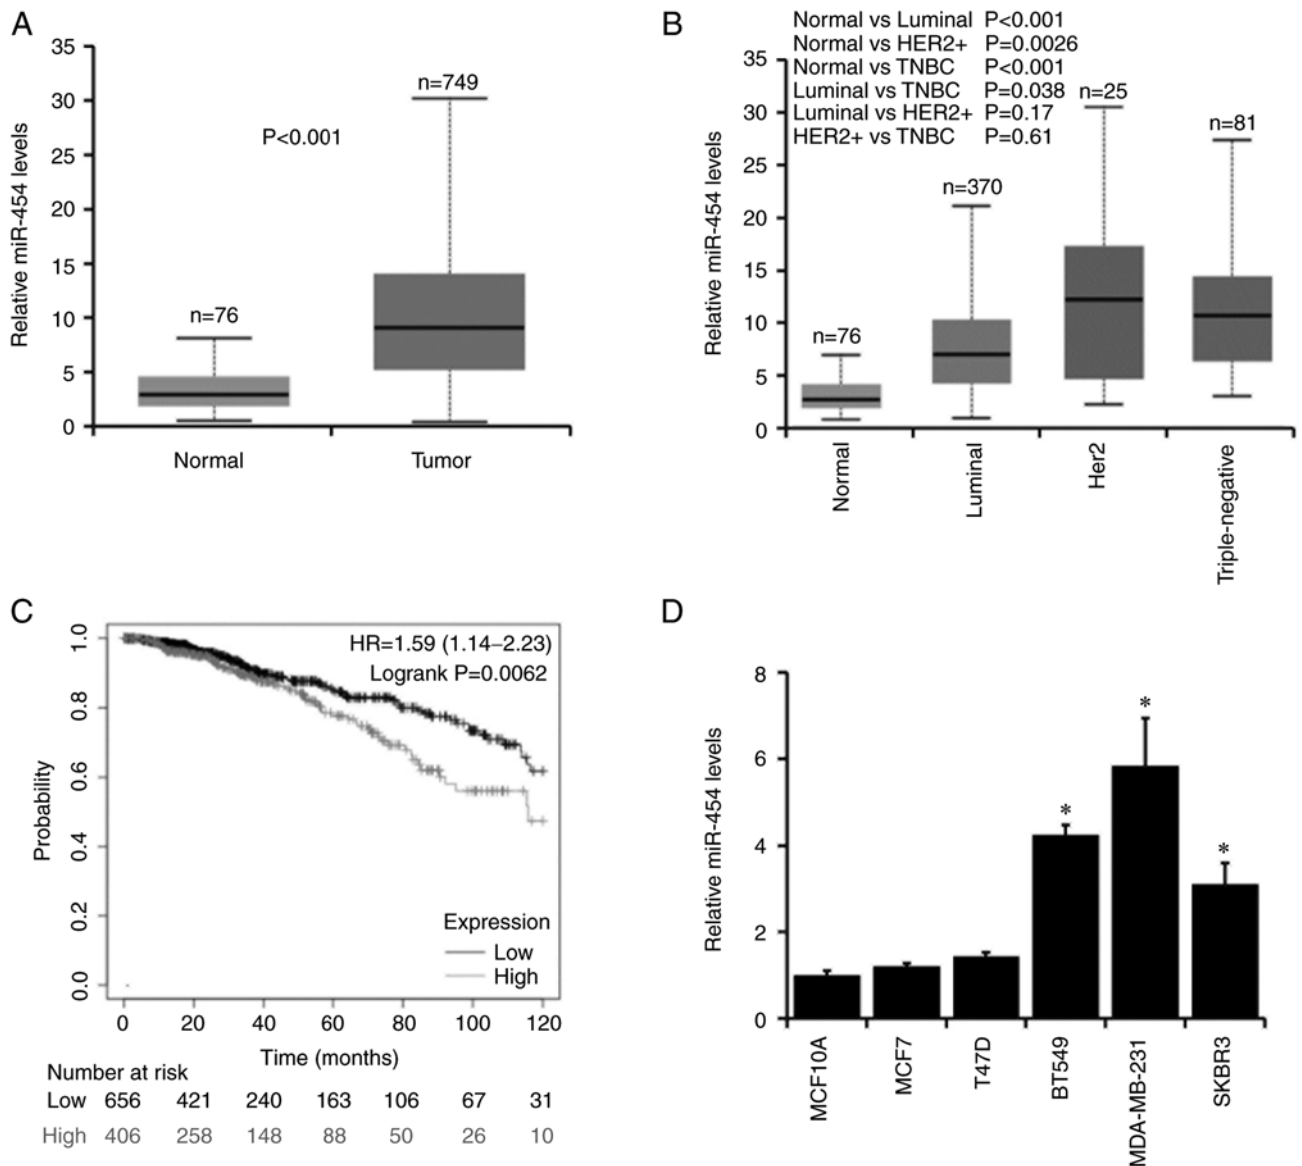 A
35
30
25
20
15
10
5
0
Relative miR-454 levels
n=749
P<0.001
n=76
Normal
Tumor
B
Normal vs Luminal P<0.001
Normal vs HER2+ P=0.0026
Normal vs TNBC P<0.001
Luminal vs TNBC P=0.038
Luminal vs HER2+ P=0.17
HER2+ vs TNBC P=0.61
35
30
25
20
15
10
5
0
Relative miR-454 levels
n=25
n=81
n=370
n=76
Normal
Luminal
Her2
Triple-negative
C
1.0
0.8
0.6
0.4
0.2
0.0
Probability
HR=1.59 (1.14–2.23)
Logrank P=0.0062
Expression
Low
High
0 20 40 60 80 100 120
Time (months)
Number at risk
Low 656 421 240 163 106 67 31
High 406 258 148 88 50 26 10
D
8
6
4
2
0
Relative miR-454 levels
*
*
*
MCF10A
MCF7
T47D
BT549
MDA-MB-231
SKBR3